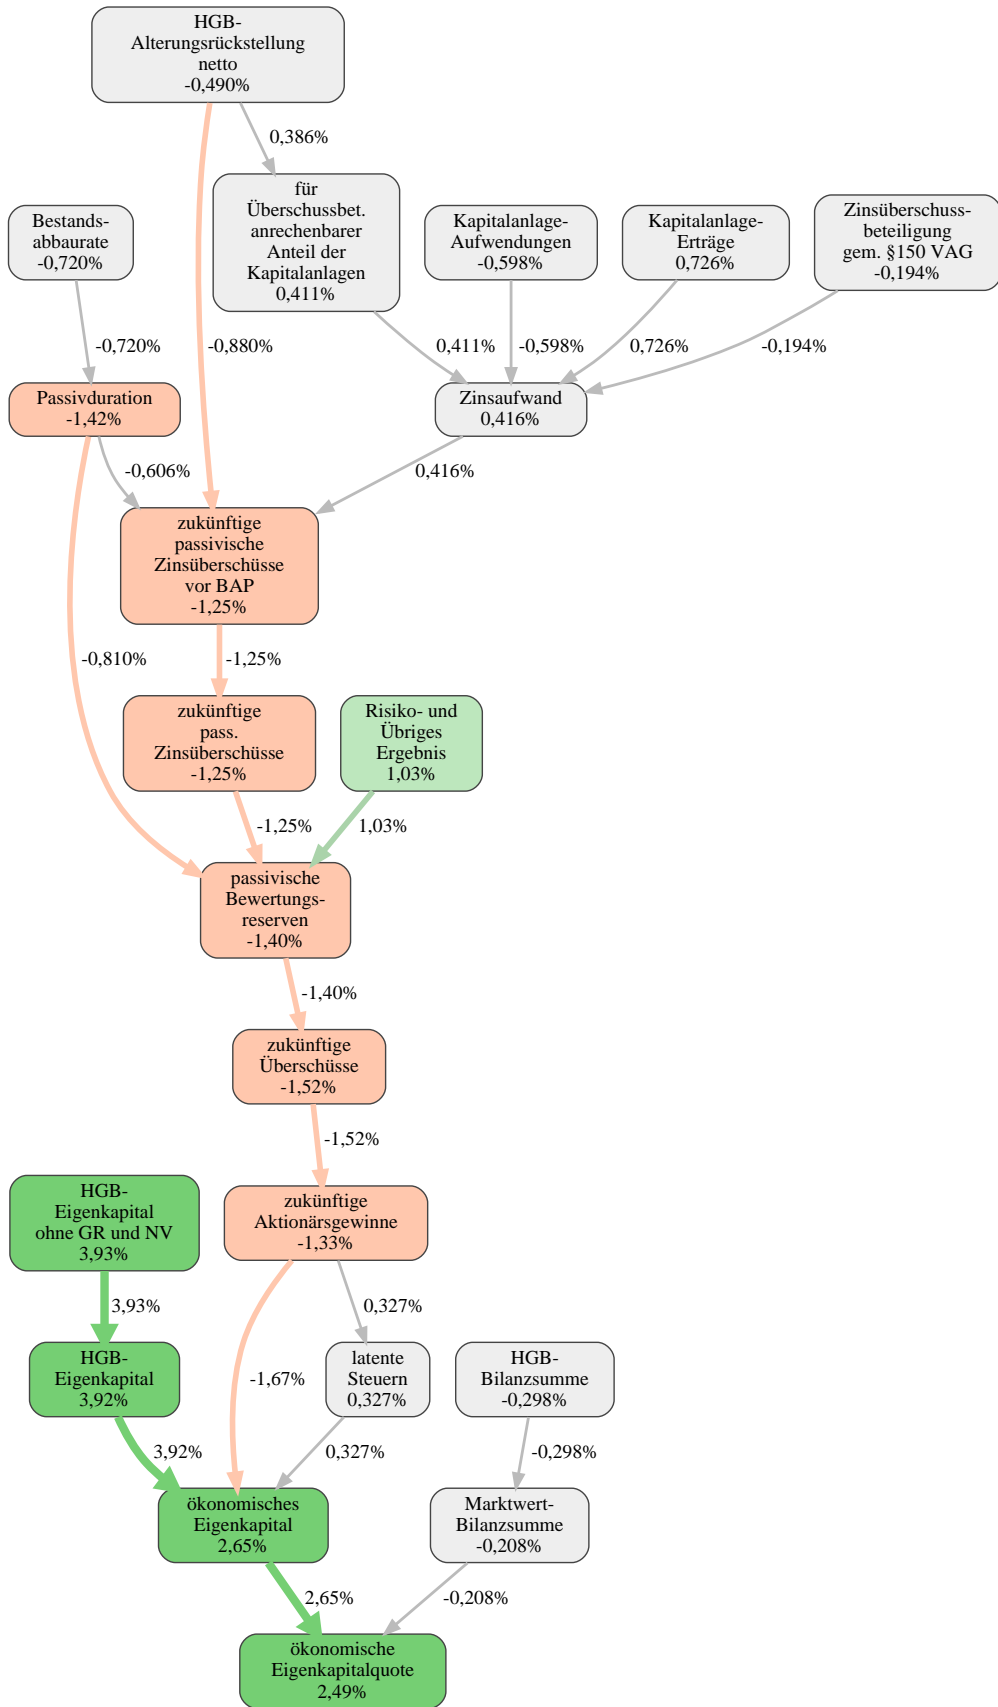 HGB-
Alterungsrückstellung
netto
-0,490%
0,386%
Bestands-
abbaurate
-0,720%
für
Überschussbet.
anrechenbarer
Anteil der
Kapitalanlagen
0,411%
Kapitalanlage-
Aufwendungen
-0,598%
Kapitalanlage-
Erträge
0,726%
Zinsüberschuss-
beteiligung
gem. §150 VAG
-0,194%
-0,720%
-0,880%
0,411%
-0,598%
0,726%
-0,194%
Passivduration
-1,42%
Zinsaufwand
0,416%
-0,606%
0,416%
zukünftige
passivische
Zinsüberschüsse
vor BAP
-1,25%
-0,810%
-1,25%
zukünftige
pass.
Zinsüberschüsse
-1,25%
Risiko- und
Übriges
Ergebnis
1,03%
-1,25%
1,03%
passivische
Bewertungs-
reserven
-1,40%
-1,40%
zukünftige
Überschüsse
-1,52%
-1,52%
HGB-
Eigenkapital
ohne GR und NV
3,93%
zukünftige
Aktionärsgewinne
-1,33%
3,93%
0,327%
HGB-
Eigenkapital
3,92%
-1,67%
latente
Steuern
0,327%
HGB-
Bilanzsumme
-0,298%
3,92%
0,327%
-0,298%
ökonomisches
Eigenkapital
2,65%
Marktwert-
Bilanzsumme
-0,208%
2,65%
-0,208%
ökonomische
Eigenkapitalquote
2,49%